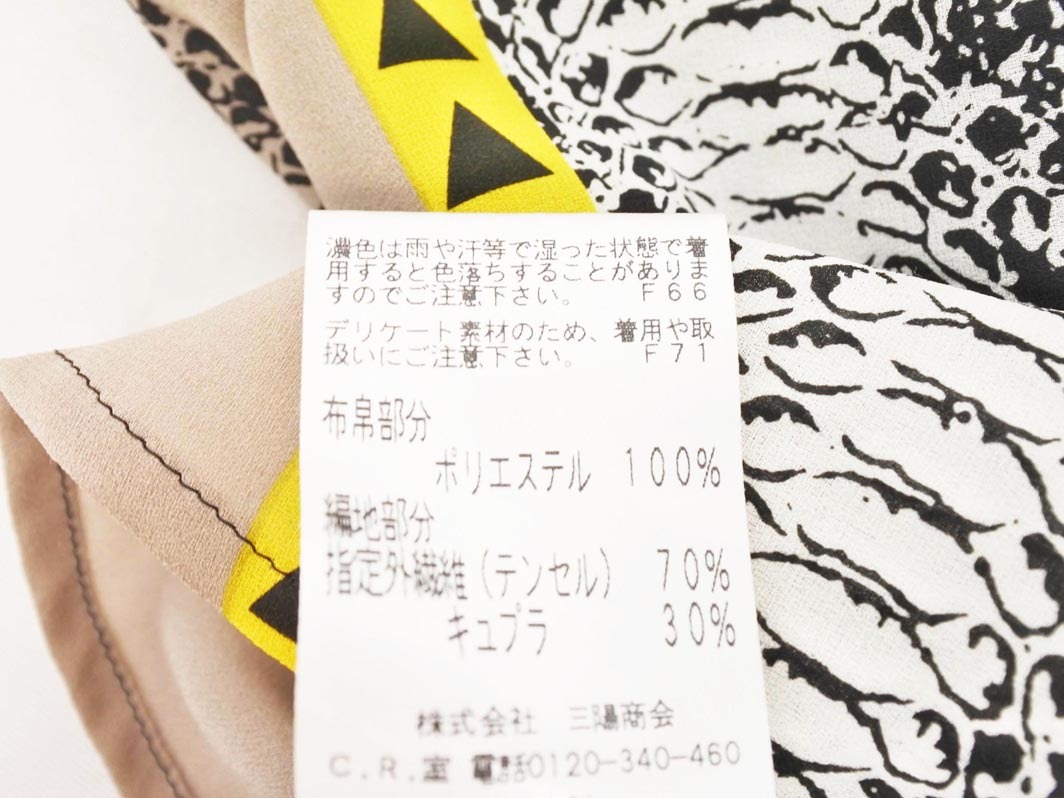 濃色は雨や汗等で湿った状態で着
用すると色落ちすることがありま
すのでご注意下さい。 F66
デリケート素材のため、着用や取
扱いにご注意下さい。 F71
布帛部分
ポリエステル 100%
編地部分
指定外繊維(テンセル) 70%
キュプラ 30%
株式会社 三陽商会
C.R.室 電話0120-340-460